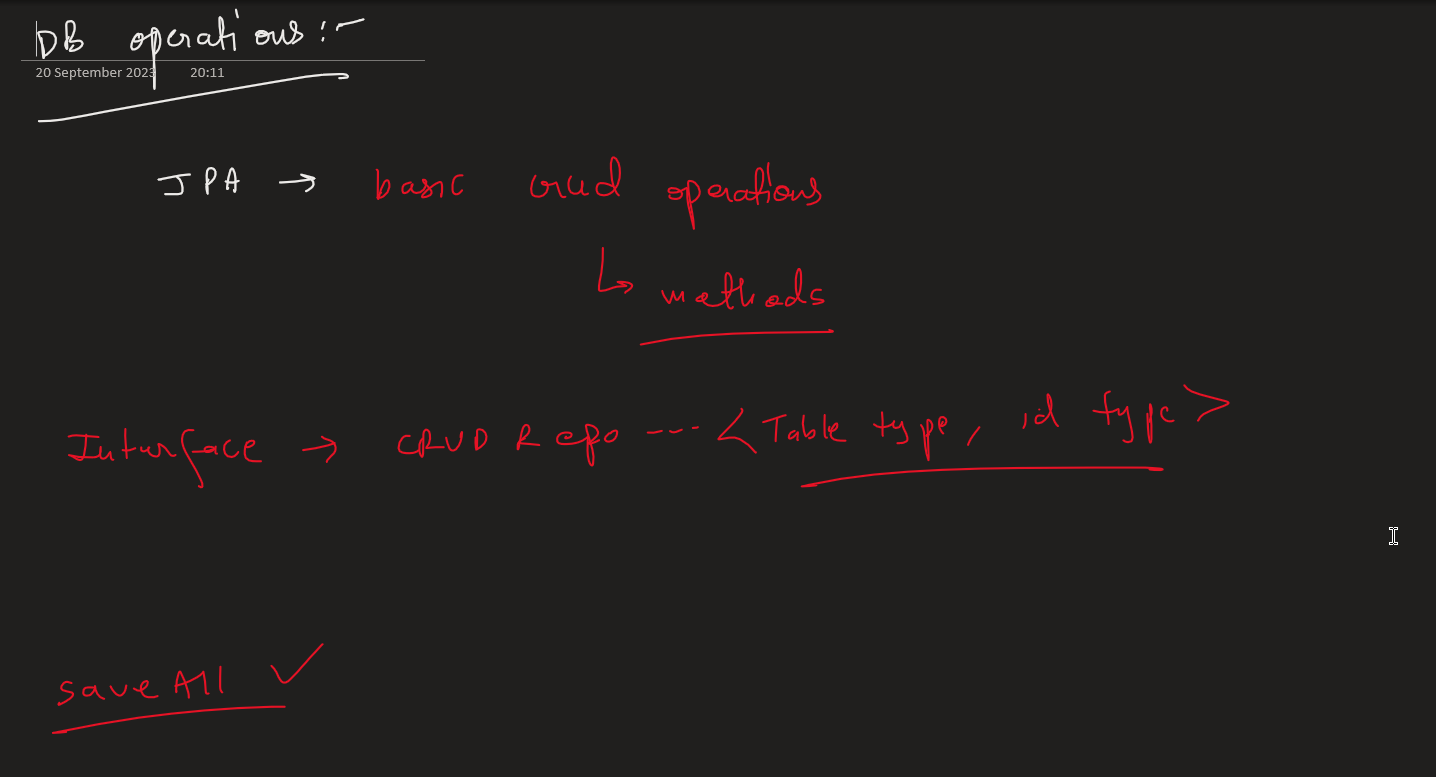 DB operations:-
20 September 2023 20:11
JPA → basic crud operations
↳ methods
Interface → CRUD Repo ---- < Table type, id type >
saveAll ✓